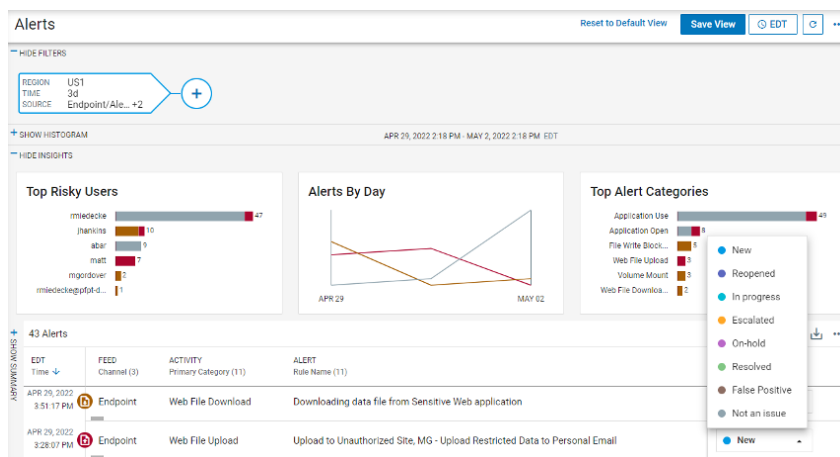 Alerts
Reset to Default View
Save View
EDT
HIDE FILTERS
REGION US1
TIME 3d
SOURCE Endpoint/Ale... +2
SHOW HISTOGRAM
APR 29, 2022 2:18 PM - MAY 2, 2022 2:18 PM EDT
HIDE INSIGHTS
Top Risky Users
rmiedecke 47
jhankins 10
abar 9
matt 7
mgordover 2
rmiedecke@pfpt-d... 1
Alerts By Day
APR 29 MAY 02
Top Alert Categories
Application Use 49
Application Open 8
File Write Block... 5
Web File Upload 3
Volume Mount 3
Web File Downloa... 2
New
Reopened
In progress
Escalated
On-hold
Resolved
False Positive
Not an issue
SHOW SUMMARY
43 Alerts
EDT FEED ACTIVITY ALERT
Time Channel (3) Primary Category (11) Rule Name (11)
APR 29, 2022
3:51:17 PM Endpoint Web File Download Downloading data file from Sensitive Web application
APR 29, 2022
3:28:07 PM Endpoint Web File Upload Upload to Unauthorized Site, MG - Upload Restricted Data to Personal Email New